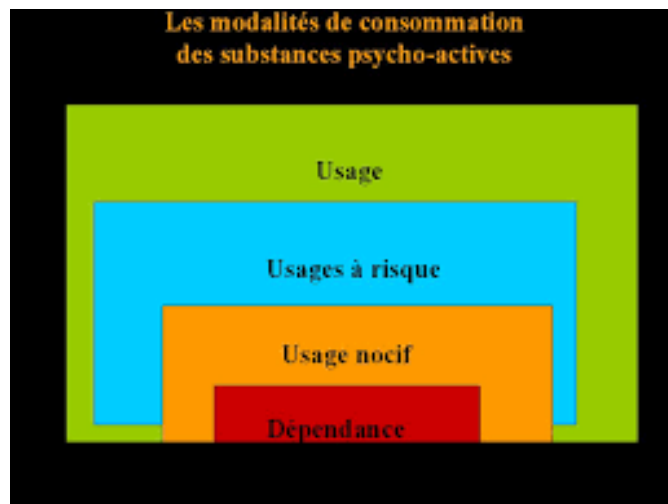 Les modalités de consommation
des substances psycho-actives
Usage
Usages à risque
Usage nocif
Dépendance